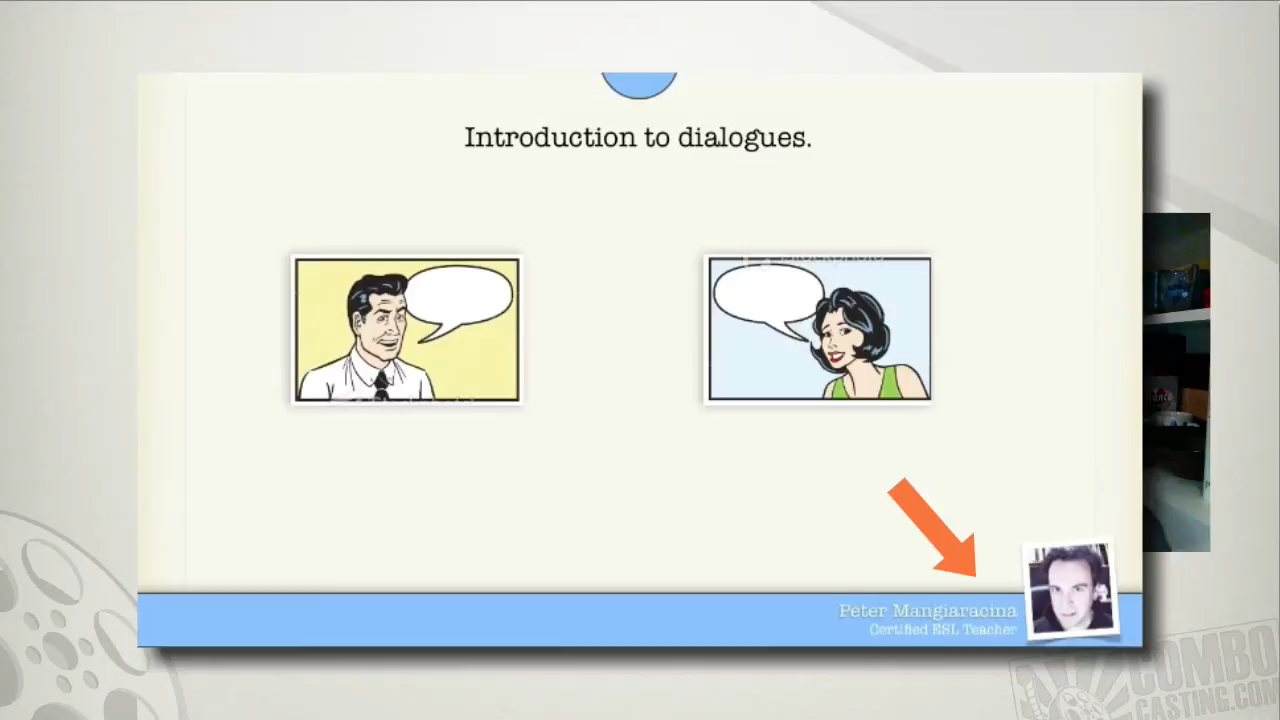 Introduction to dialogues.
Peter Mangiaracina
Certified ESL Teacher
COMBO
CASTING.COM